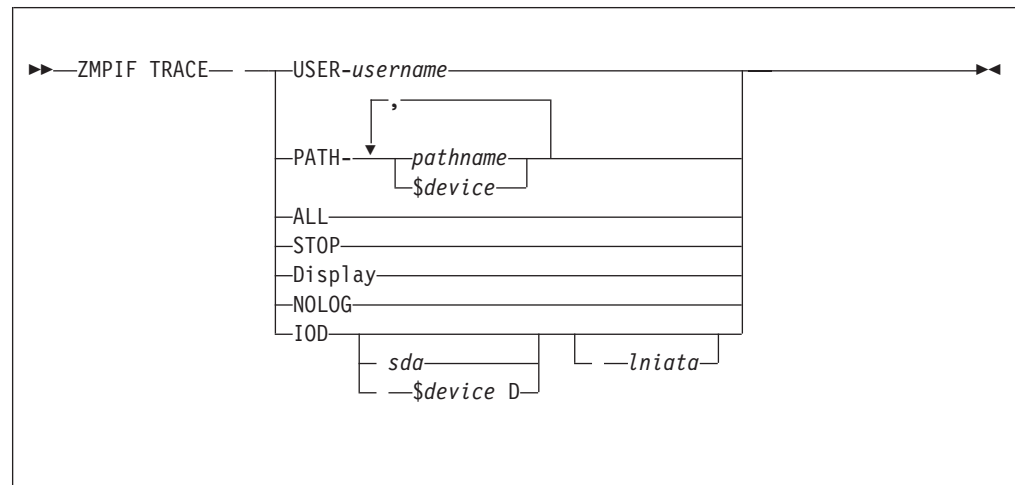 ZMPIF TRACE USER-username
,
PATH- pathname
$device
ALL
STOP
Display
NOLOG
IOD
sda lniata
$device D